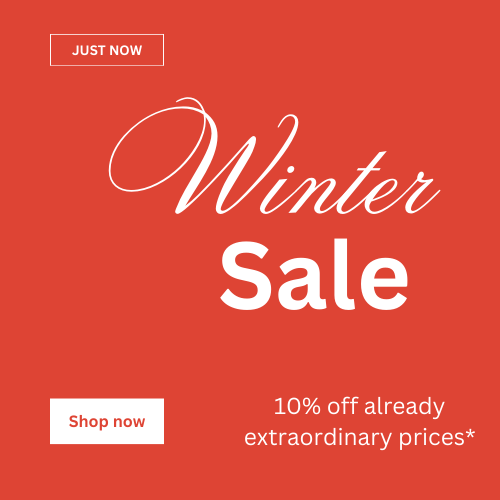 JUST NOW
Winter
Sale
Shop now
10% off already
extraordinary prices*